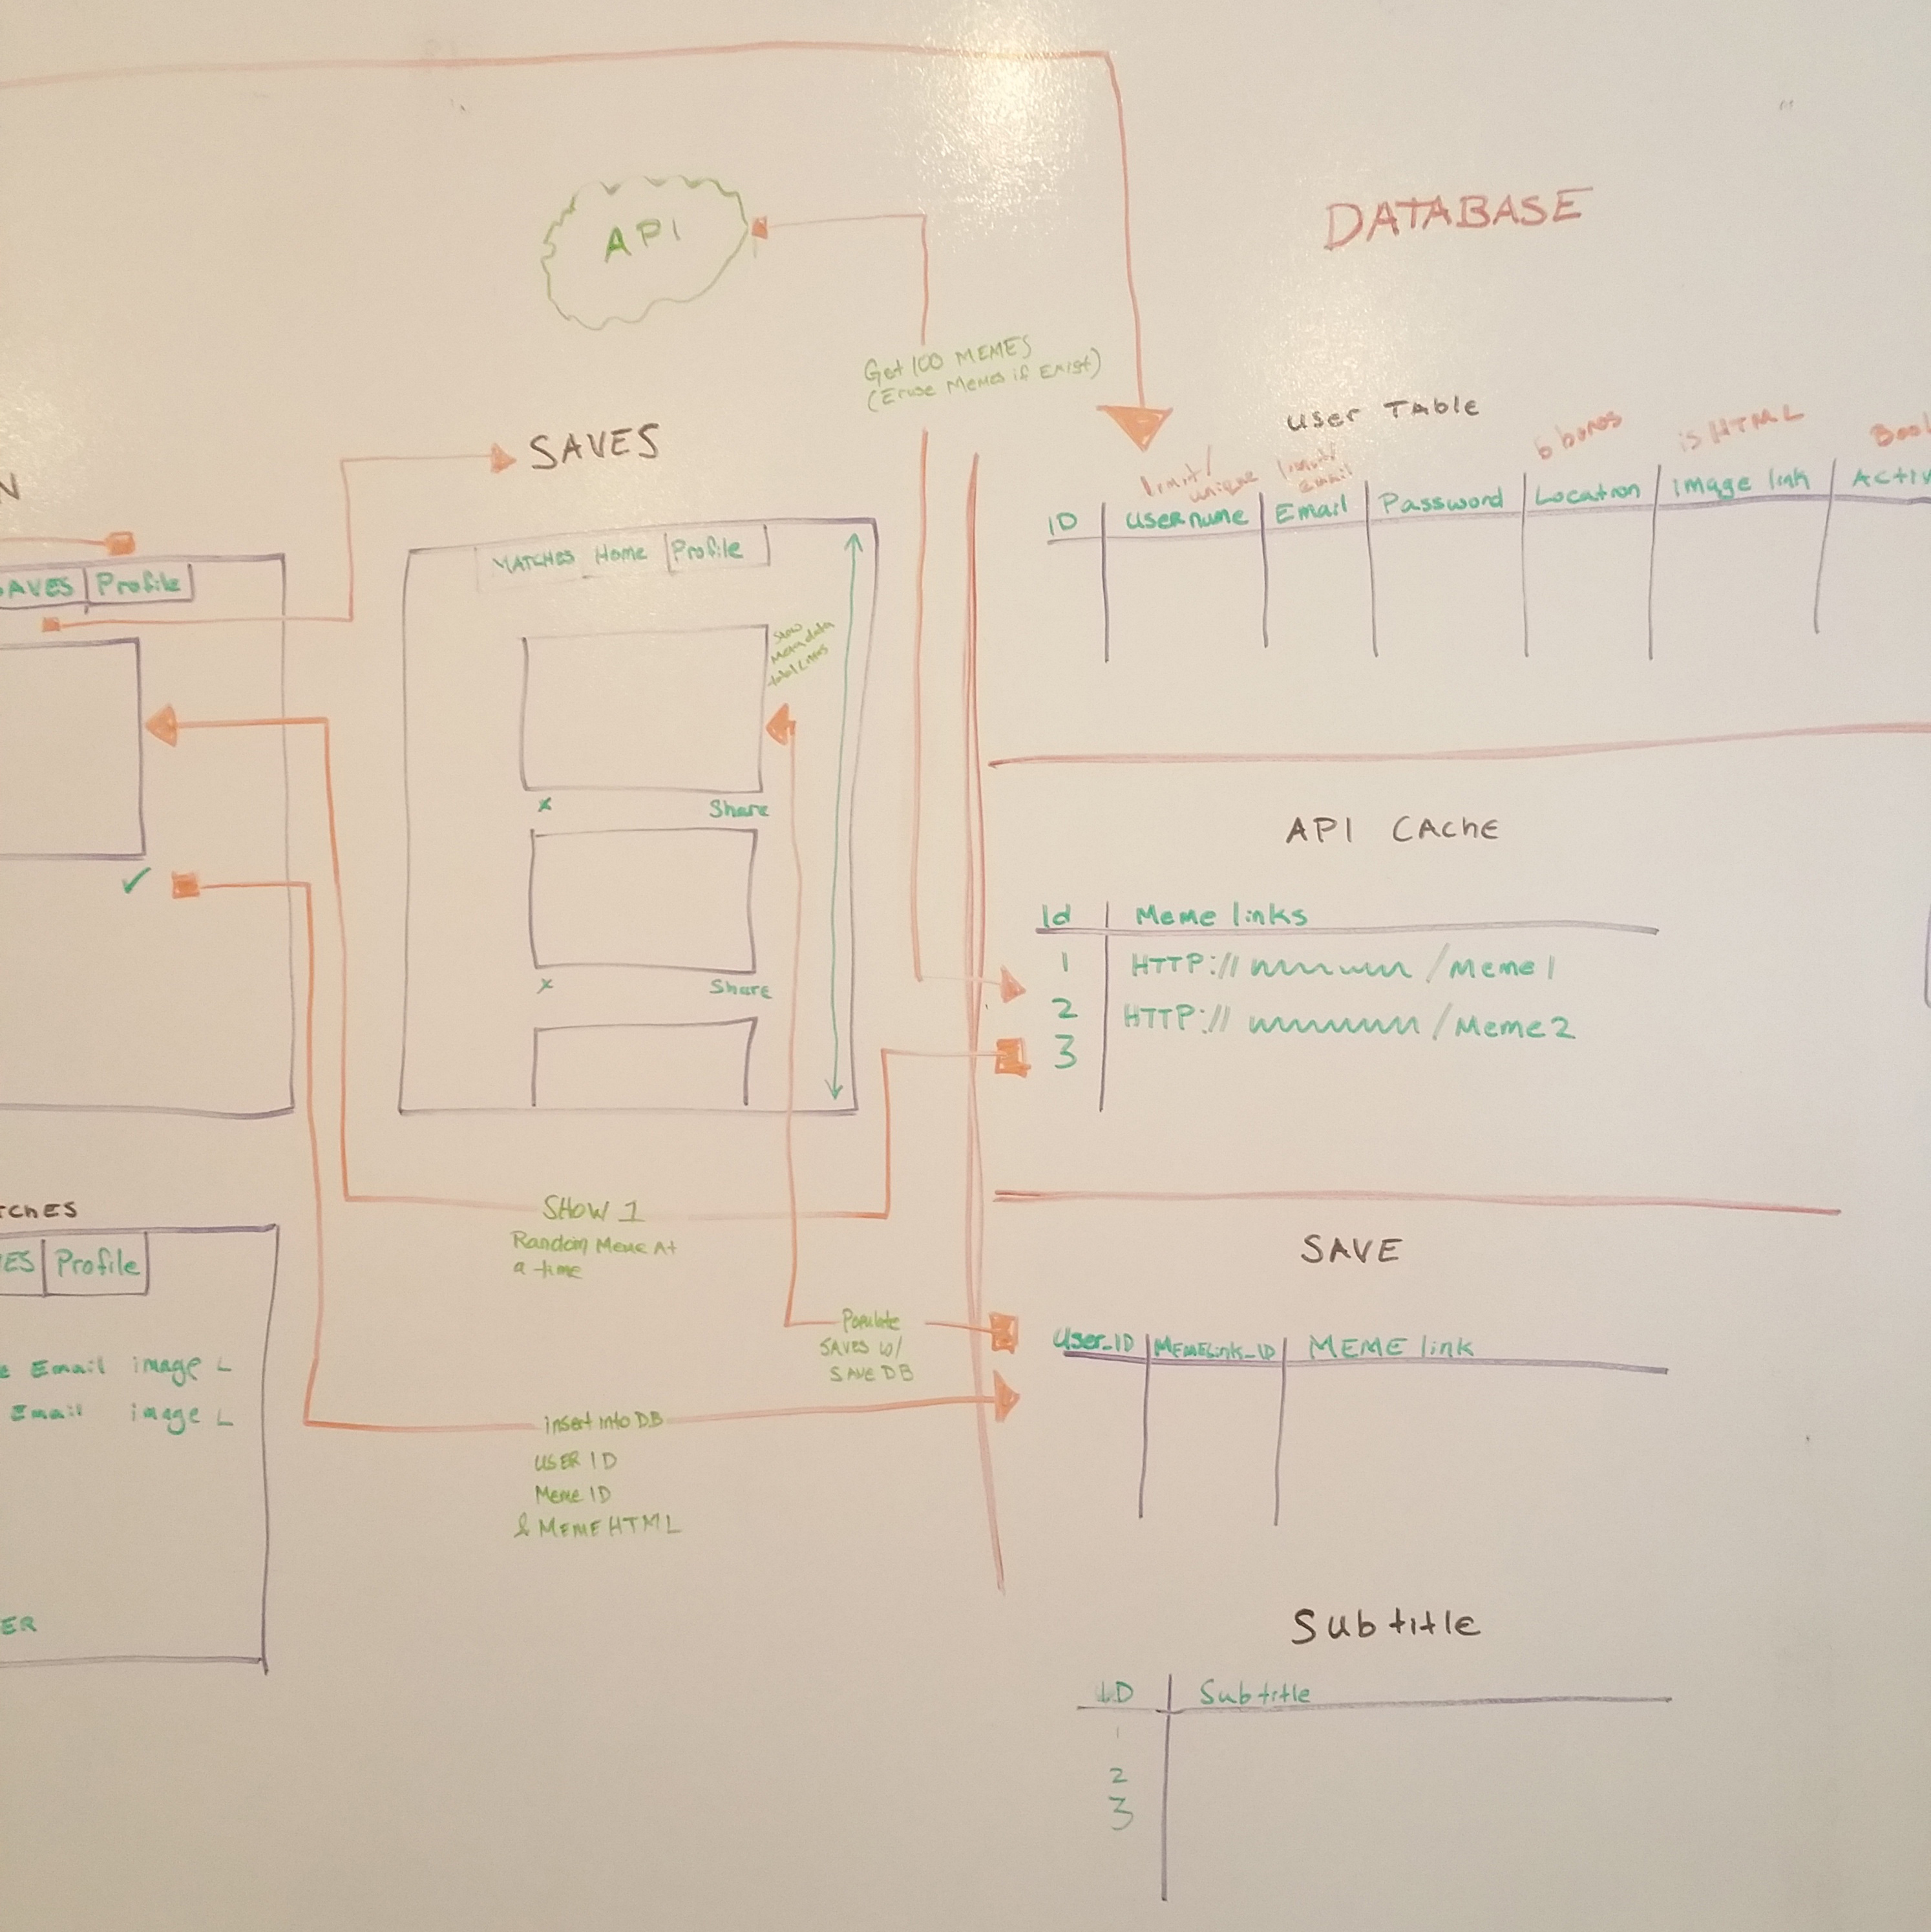 API
DATABASE
Get 100 MEMES
(Erase Memes if Exist)
SAVES
MATCHES Home Profile
Show
Metadata
total likes
x Share
x Share
N
SAVES Profile
✓
TCHES
ES Profile
Email image L
Email image L
ER
SHOW 1
Random Meme At
a time
Populate
SAVES w/
SAVE DB
insert into DB
USER ID
Meme ID
& MEME HTML
User Table
limit/
unique
limit/
email
6 boros
is HTML
Bool
ID username Email Password Location image link Activ
API CAche
Id Meme links
1 HTTP:// /Meme1
2 HTTP:// /Meme2
3
SAVE
User_ID MEMELink_ID MEME link
Subtitle
ID Subtitle
1
2
3